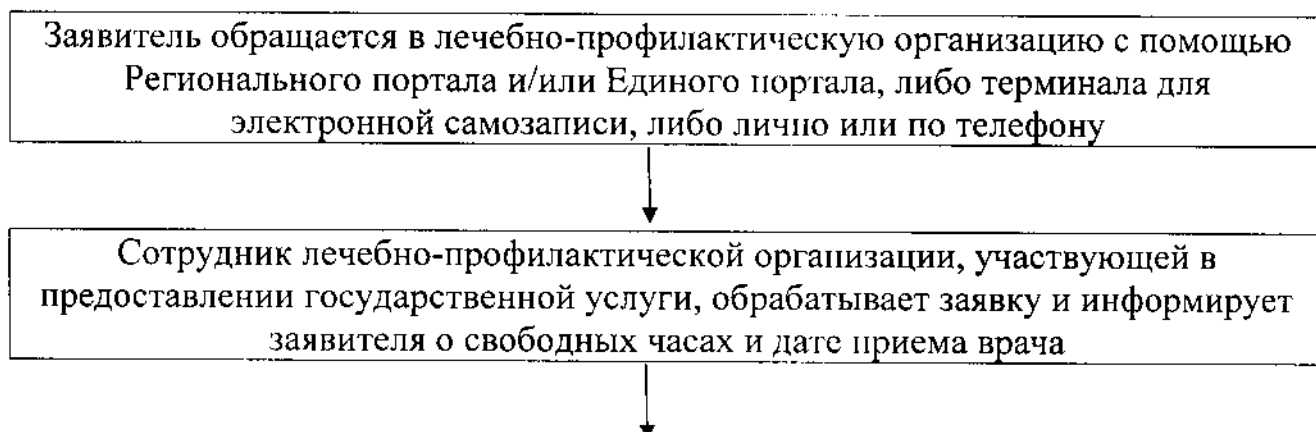 Заявитель обращается в лечебно-профилактическую организацию с помощью
Регионального портала и/или Единого портала, либо терминала для
электронной самозаписи, либо лично или по телефону
Сотрудник лечебно-профилактической организации, участвующей в
предоставлении государственной услуги, обрабатывает заявку и информирует
заявителя о свободных часах и дате приема врача